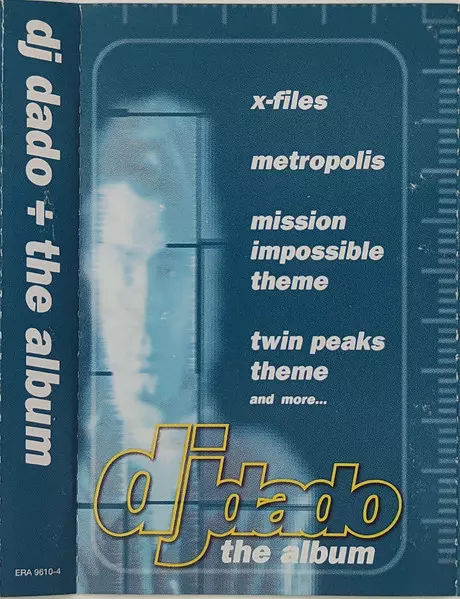 dj dado ÷ the album
ERA 9610-4
x-files
metropolis
mission
impossible
theme
twin peaks
theme
and more...
dj dado
the album